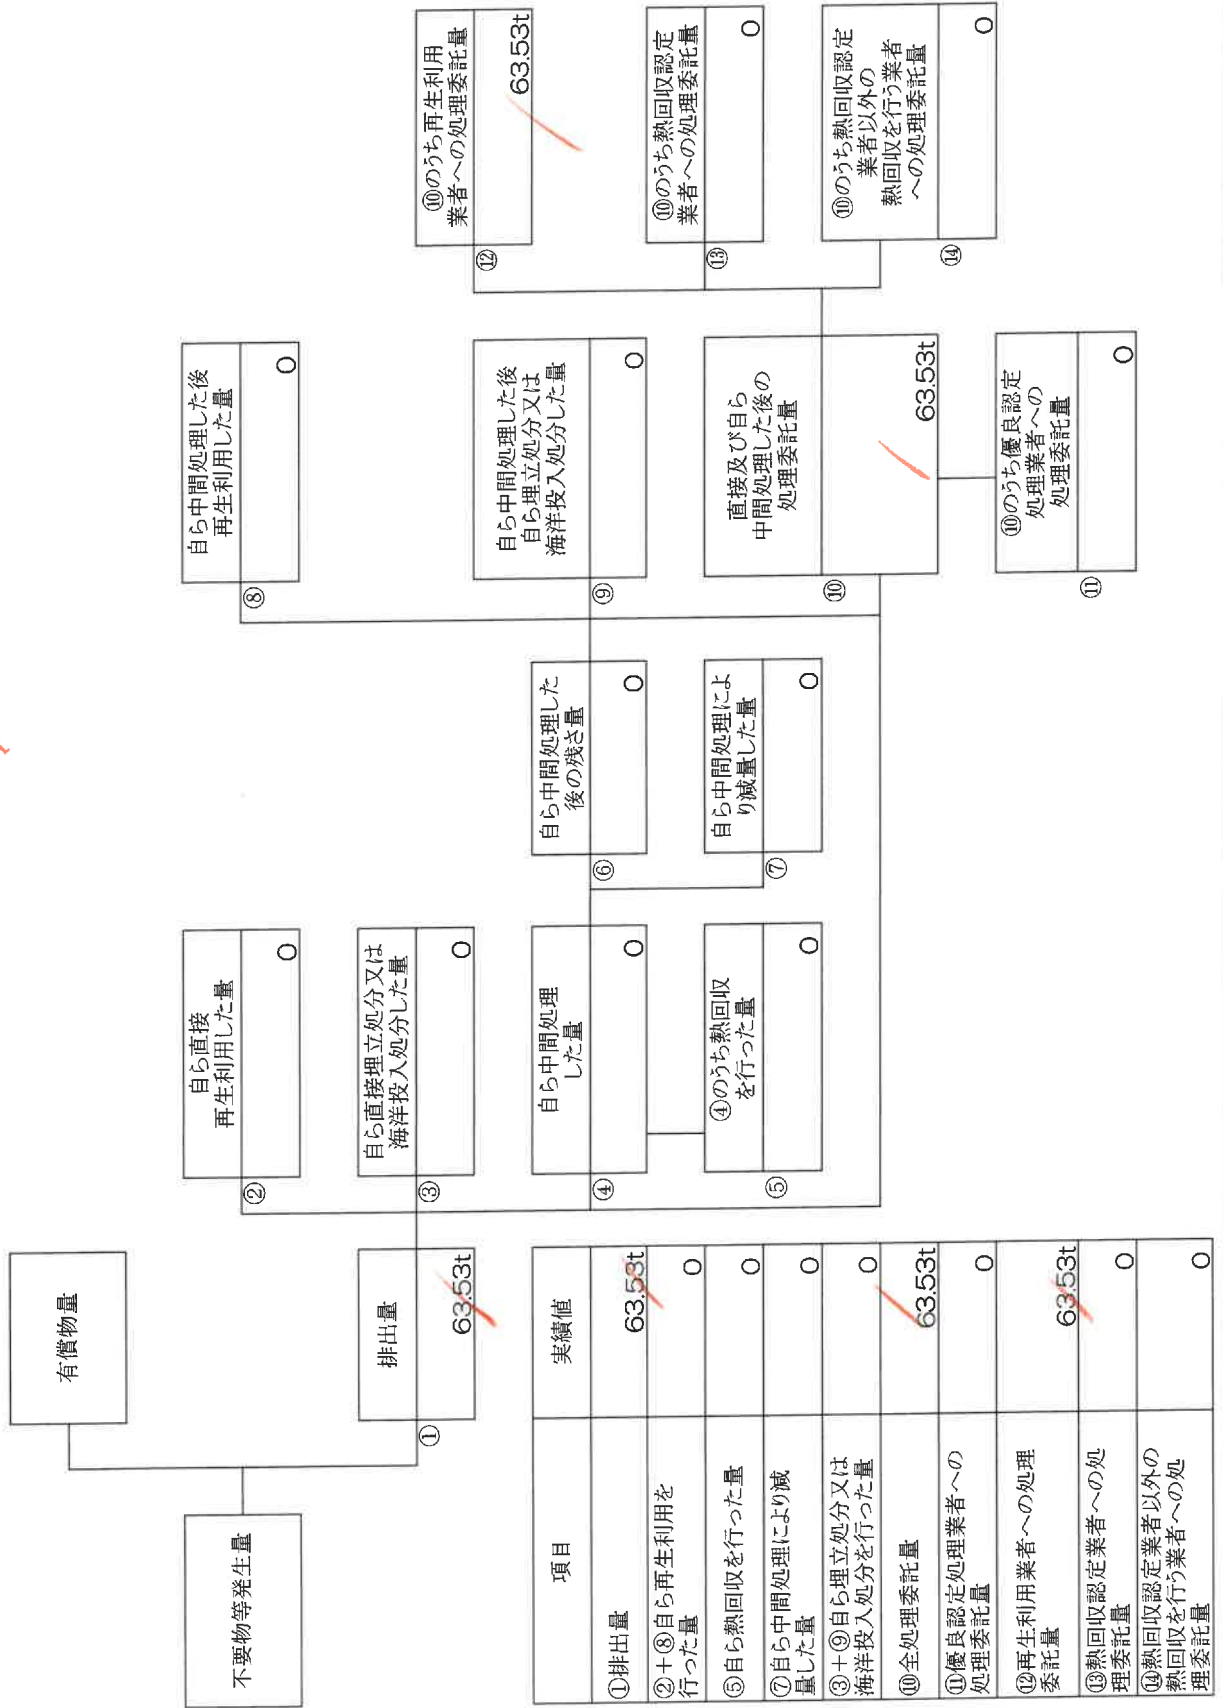 不要物等発生量
有償物量
①
排出量
63.53t
②
自ら直接
再生利用した量
0
③
自ら直接埋立処分又は
海洋投入処分した量
0
④
自ら中間処理
した量
0
⑤
④のうち熱回収
を行った量
0
⑥
自ら中間処理した
後の残さ量
0
⑦
自ら中間処理によ
り減量した量
0
⑧
自ら中間処理した後
再生利用した量
0
⑨
自ら中間処理した後
自ら埋立処分又は
海洋投入処分した量
0
⑩
直接及び自ら
中間処理した後の
処理委託量
63.53t
⑪
⑩のうち優良認定
処理業者への
処理委託量
0
⑫
⑩のうち再生利用
業者への処理委託量
63.53t
⑬
⑩のうち熱回収認定
業者への処理委託量
0
⑭
⑩のうち熱回収認定
業者以外の
熱回収を行う業者
への処理委託量
0
項目 実績値
①排出量 63.53t
②+⑧自ら再生利用を
行った量 0
⑤自ら熱回収を行った量 0
⑦自ら中間処理により減
量した量 0
③+⑨自ら埋立処分又は
海洋投入処分を行った量 0
⑩全処理委託量 63.53t
⑪優良認定処理業者への
処理委託量 0
⑫再生利用業者への処理
委託量 63.53t
⑬熱回収認定業者への処
理委託量 0
⑭熱回収認定業者以外の
熱回収を行う業者への処
理委託量 0